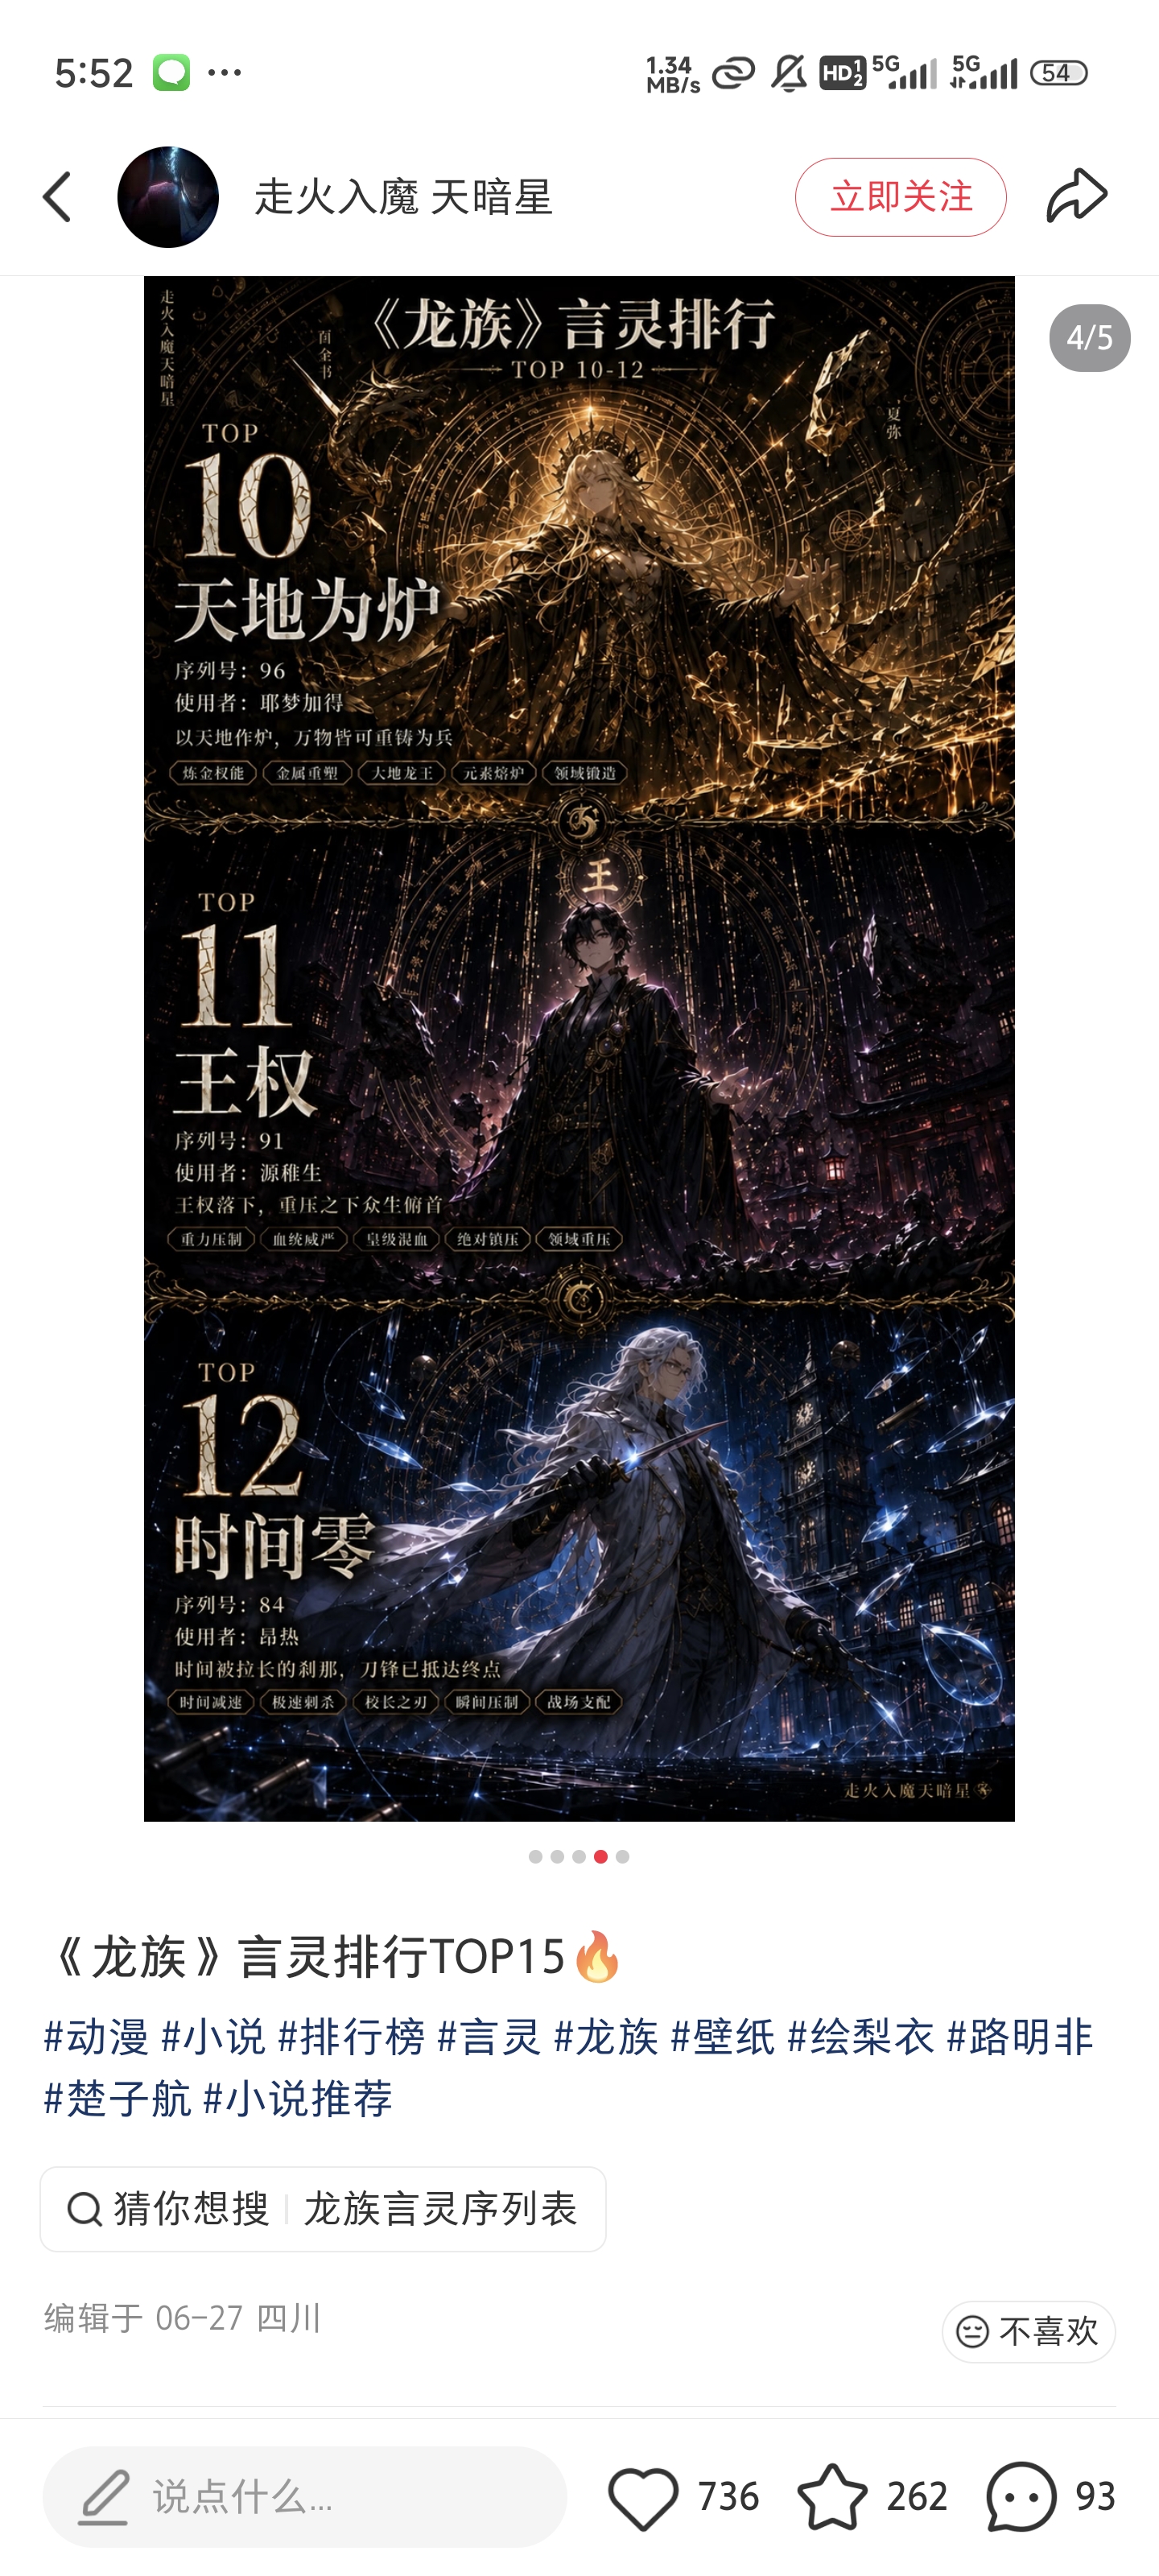 5:52
1.34
MB/s
HD 1 2
5G
5G
54
走火入魔 天暗星
立即关注
4/5
走火入魔天暗星
百全书
《龙族》言灵排行
TOP 10-12
夏弥
TOP
10
天地为炉
序列号：96
使用者：耶梦加得
以天地作炉，万物皆可重铸为兵
炼金权能 金属重塑 大地龙王 元素熔炉 领域锻造
王
TOP
11
王权
序列号：91
使用者：源稚生
王权落下，重压之下众生俯首
重力压制 血统威严 皇级混血 绝对镇压 领域重压
TOP
12
时间零
序列号：84
使用者：昂热
时间被拉长的刹那，刀锋已抵达终点
时间减速 极速刺杀 校长之刃 瞬间压制 战场支配
走火入魔天暗星
《龙族》言灵排行TOP15🔥
#动漫 #小说 #排行榜 #言灵 #龙族 #壁纸 #绘梨衣 #路明非
#楚子航 #小说推荐
猜你想搜 | 龙族言灵序列表
编辑于 06-27 四川
不喜欢
说点什么...
736
262
93